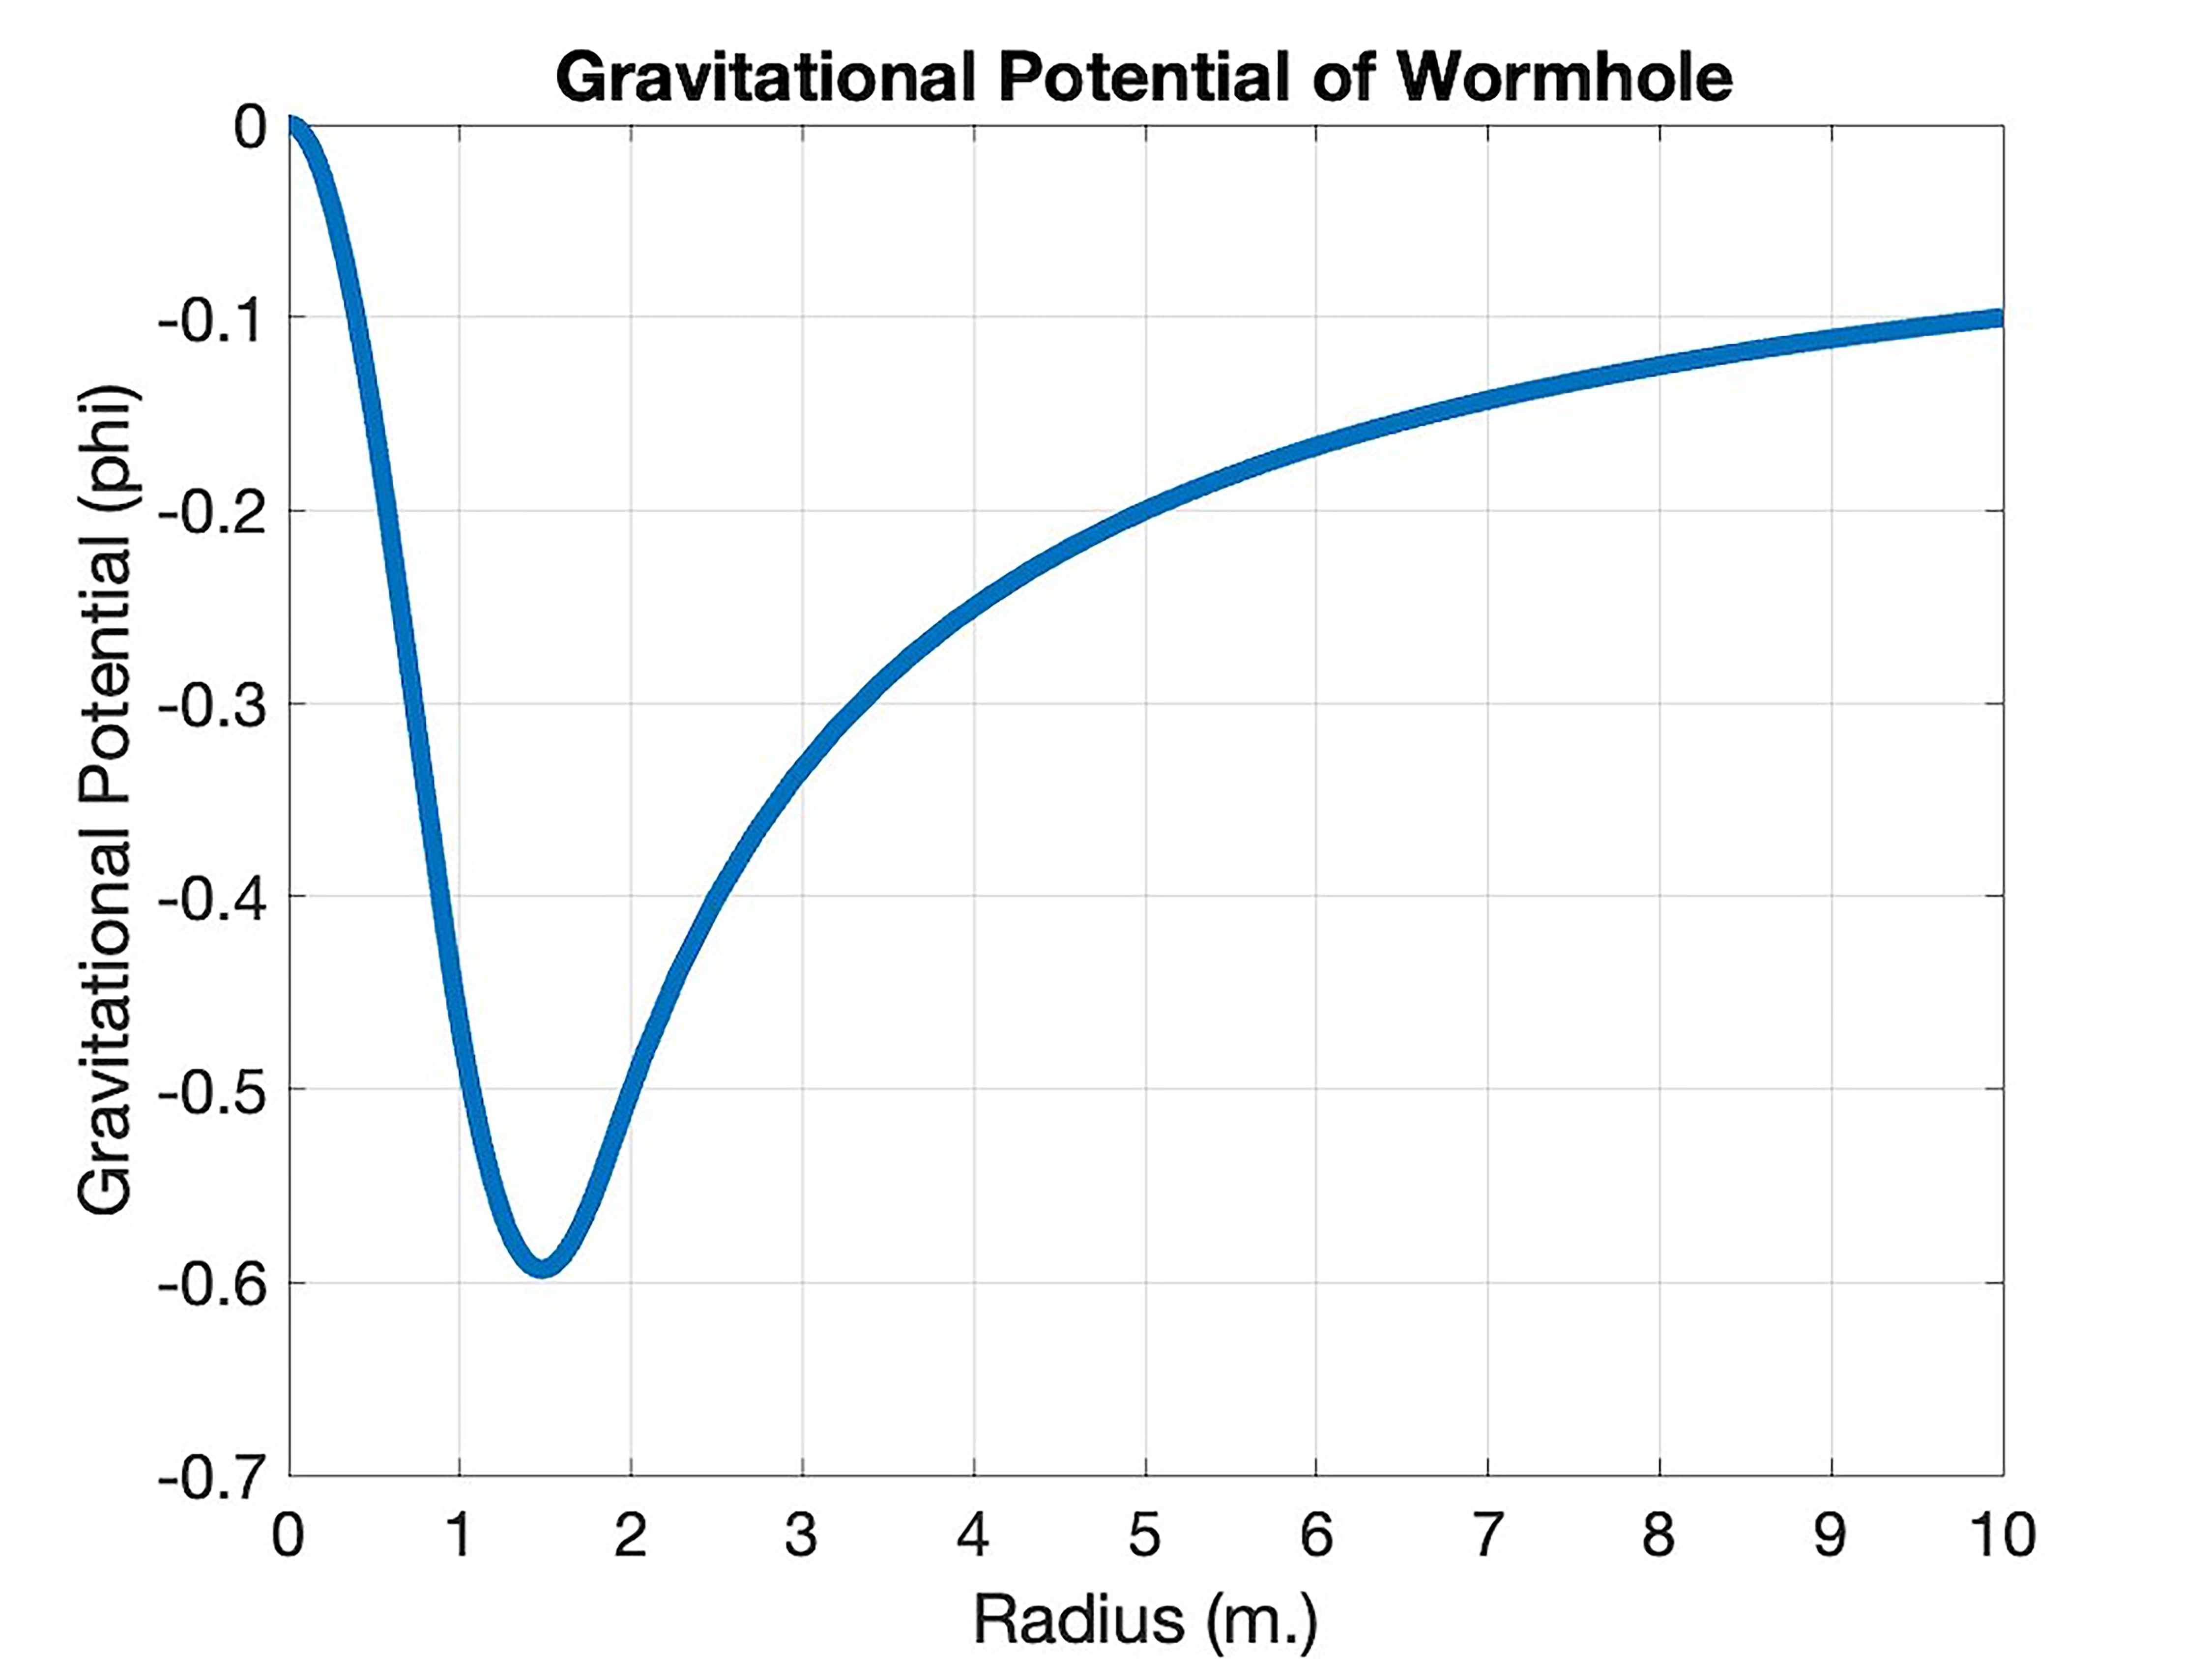 Gravitational Potential of Wormhole
Gravitational Potential (phi)
0
-0.1
-0.2
-0.3
-0.4
-0.5
-0.6
-0.7
0 1 2 3 4 5 6 7 8 9 10
Radius (m.)